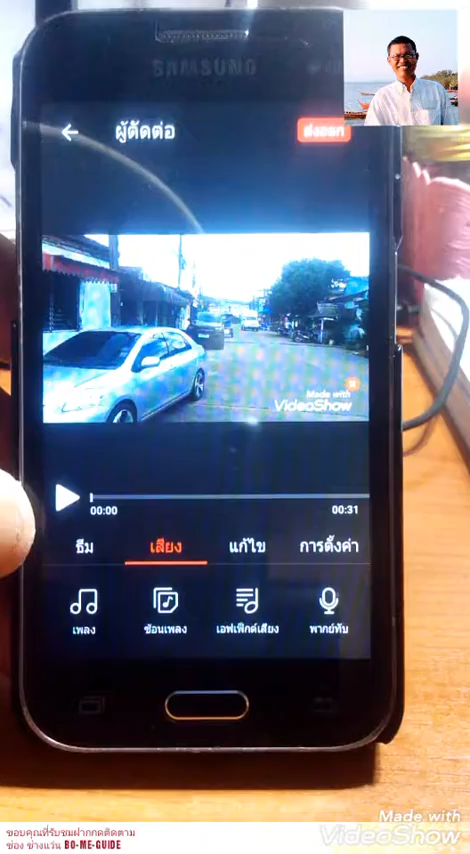 SAMSUNG
ผู้ตัดต่อ
ส่งออก
Made with
VideoShow
00:00
00:31
ธีม
เสียง
แก้ไข
การตั้งค่า
เพลง
ซ้อนเพลง
เอฟเฟ็กต์เสียง
พากย์ทับ
Made with
VideoShow
ขอบคุณที่รับชมฝากกดติดตาม
ช่อง ช่างแว่น BO-ME-GUIDE